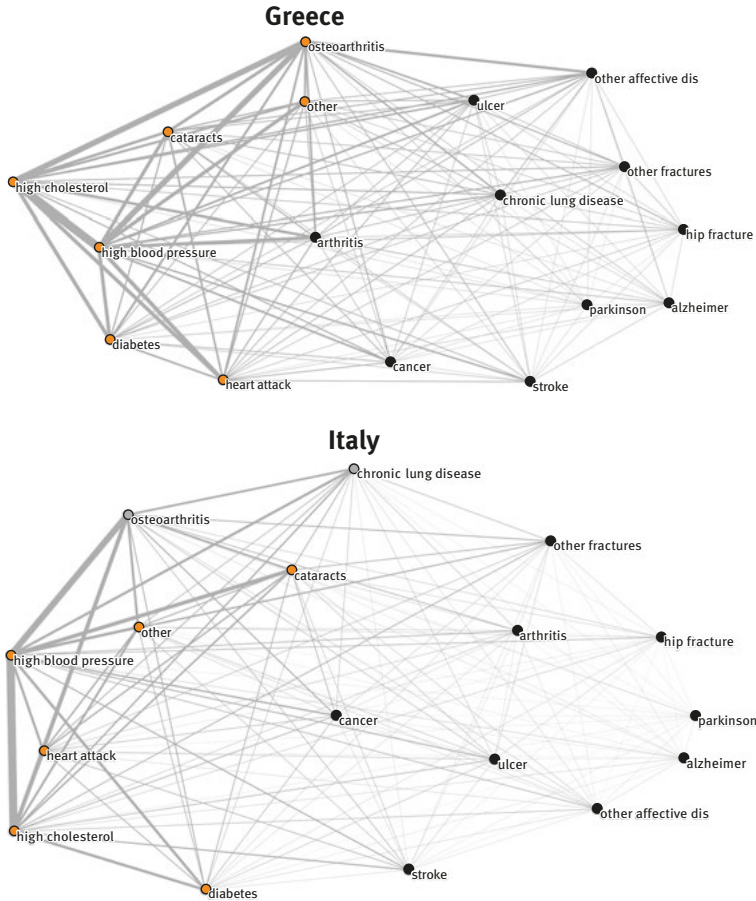 Greece
osteoarthritis
other affective dis
other
ulcer
cataracts
other fractures
high cholesterol
chronic lung disease
hip fracture
arthritis
high blood pressure
parkinson
alzheimer
diabetes
cancer
heart attack
stroke
Italy
chronic lung disease
osteoarthritis
other fractures
cataracts
other
arthritis
hip fracture
high blood pressure
cancer
parkinson
heart attack
ulcer
alzheimer
other affective dis
high cholesterol
stroke
diabetes